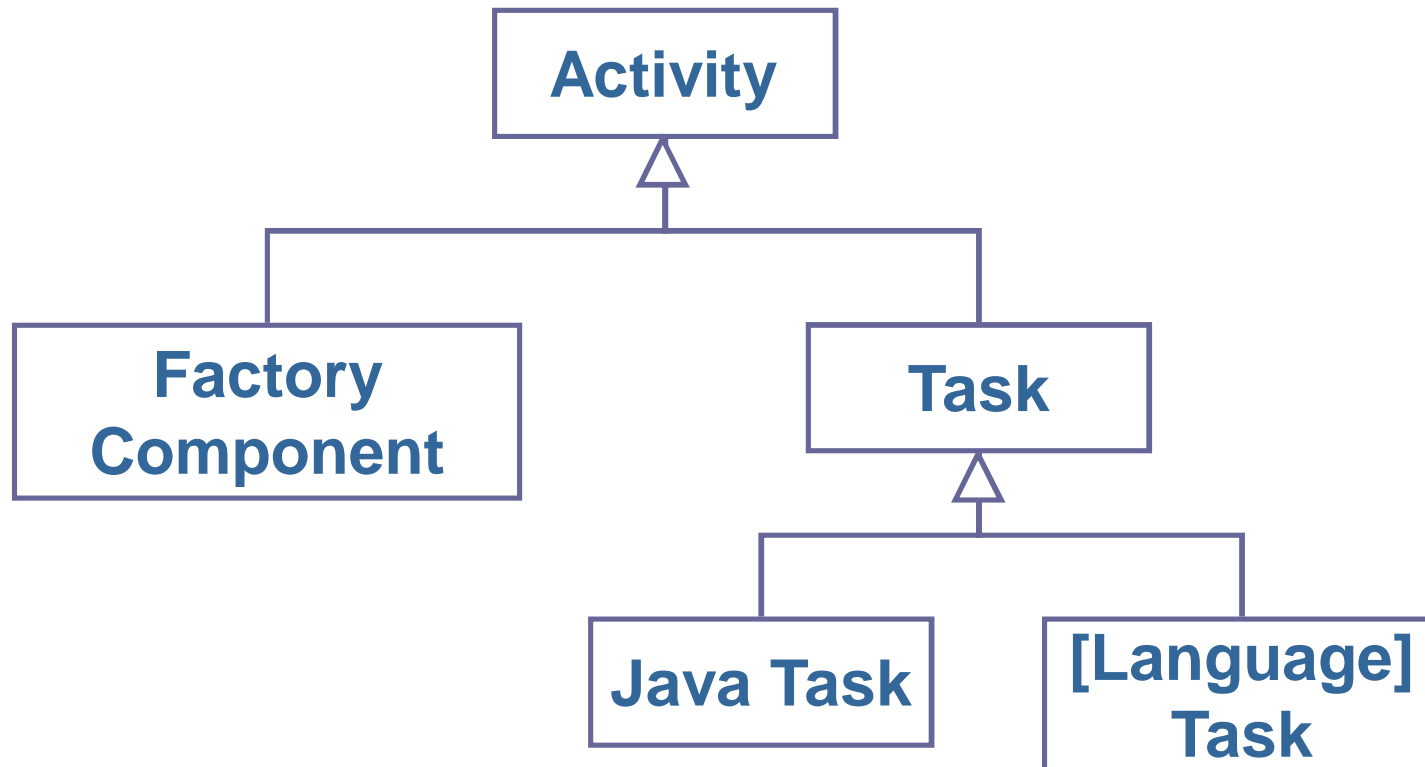 Activity
Factory
Component
Task
Java Task
[Language]
Task